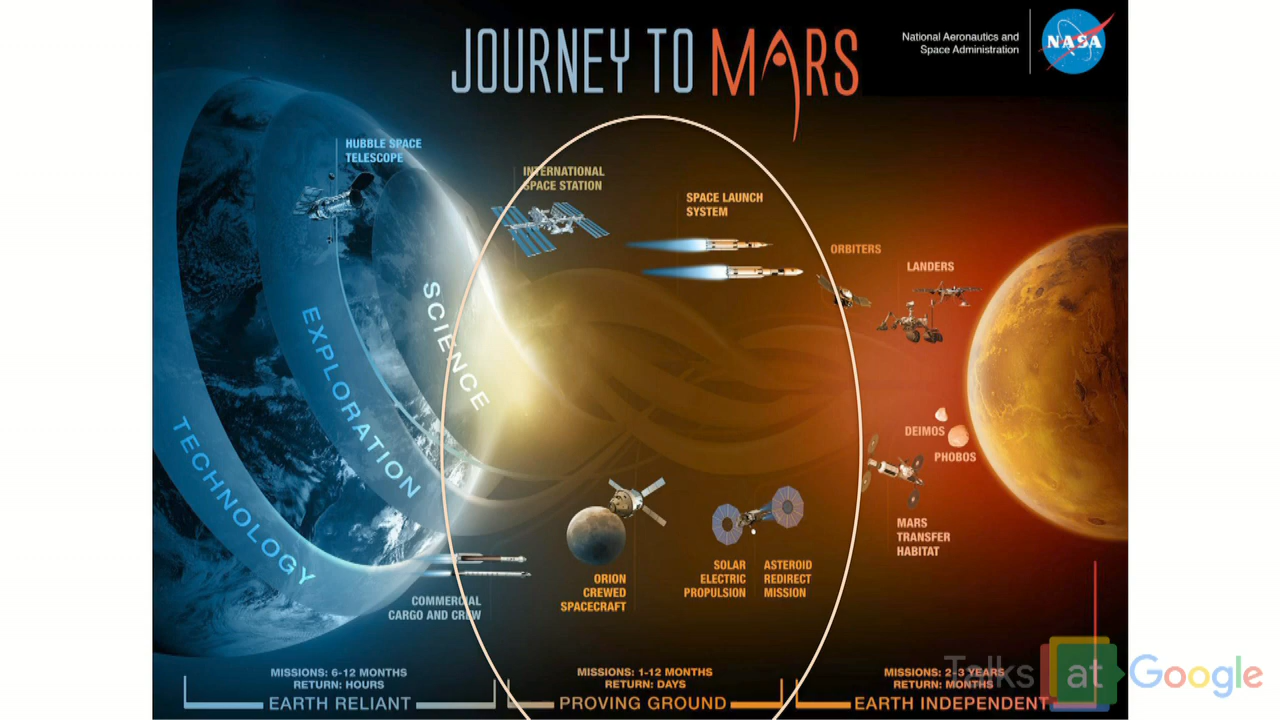 JOURNEY TO MARS
National Aeronautics and
Space Administration
NASA
HUBBLE SPACE
TELESCOPE
INTERNATIONAL
SPACE STATION
SPACE LAUNCH
SYSTEM
ORBITERS
LANDERS
SCIENCE
EXPLORATION
TECHNOLOGY
DEIMOS
PHOBOS
MARS
TRANSFER
HABITAT
ORION
CREWED
SPACECRAFT
SOLAR
ELECTRIC
PROPULSION
ASTEROID
REDIRECT
MISSION
COMMERCIAL
CARGO AND CREW
MISSIONS: 6-12 MONTHS
RETURN: HOURS
EARTH RELIANT
MISSIONS: 1-12 MONTHS
RETURN: DAYS
PROVING GROUND
MISSIONS: 2-3 YEARS
RETURN: MONTHS
EARTH INDEPENDENT
Talks at Google